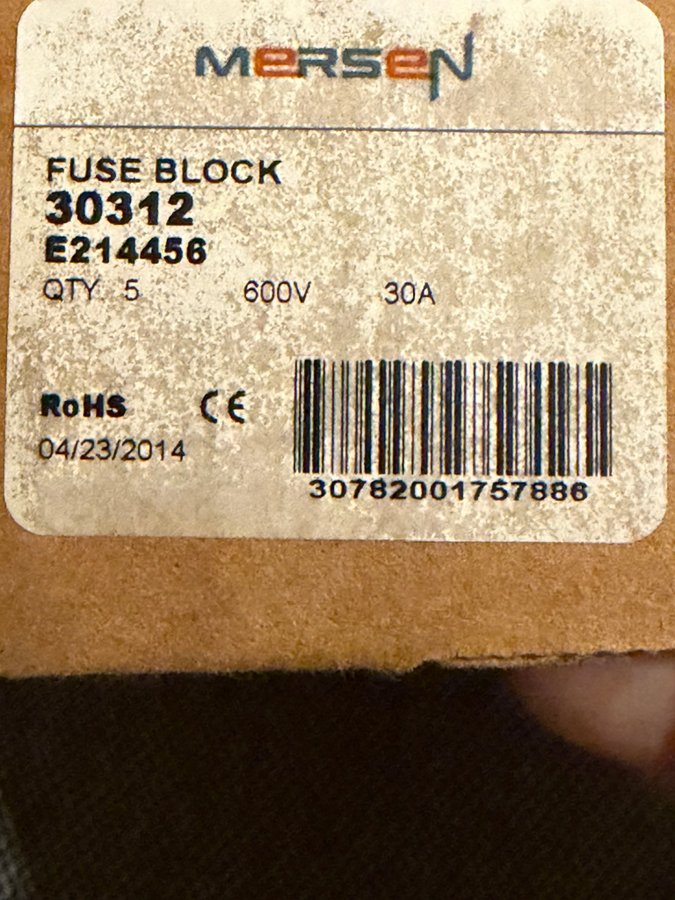 MERSEN
FUSE BLOCK
30312
E214456
QTY 5 600V 30A
RoHS CE
04/23/2014
30782001757886